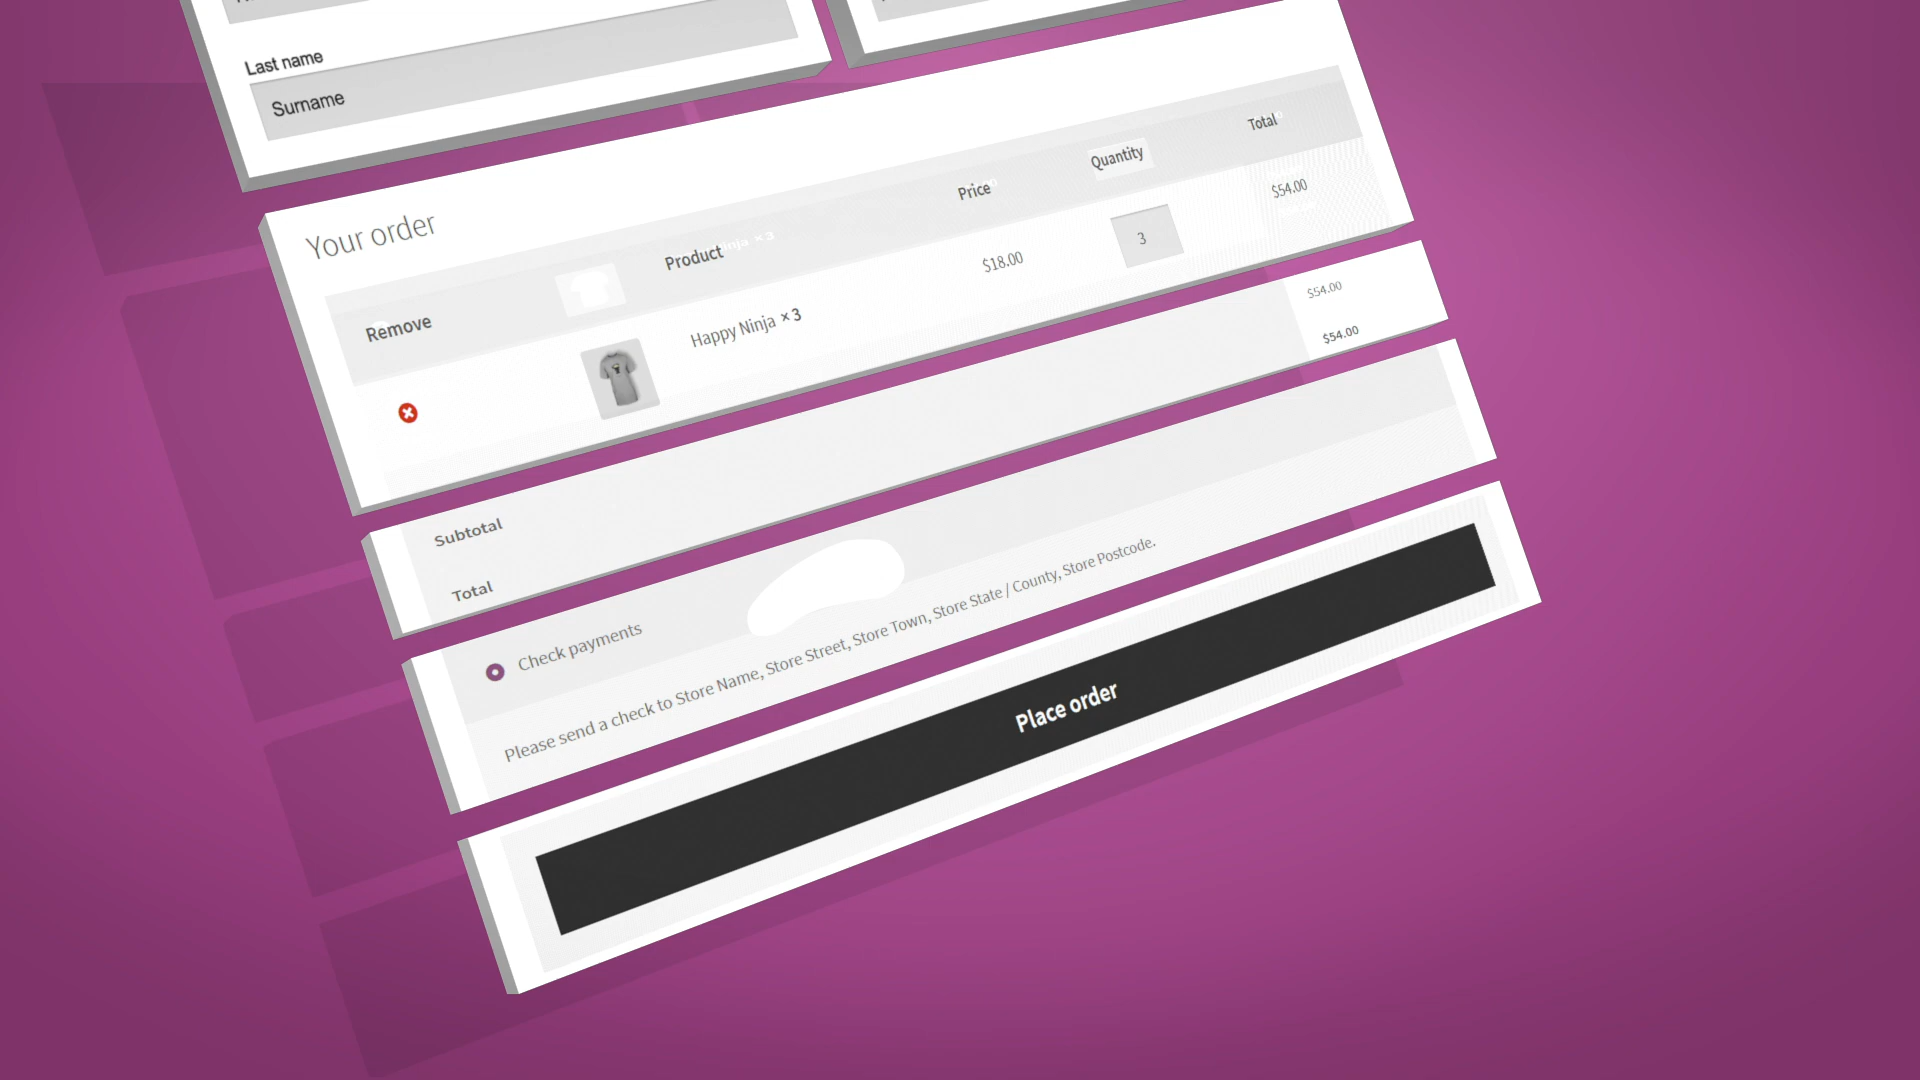 Last name
Surname
Your order
Remove
Product
Price
Quantity
Total
Happy Ninja × 3
$18.00
3
$54.00
Subtotal
$54.00
Total
$54.00
Check payments
Please send a check to Store Name, Store Street, Store Town, Store State / County, Store Postcode.
Place order